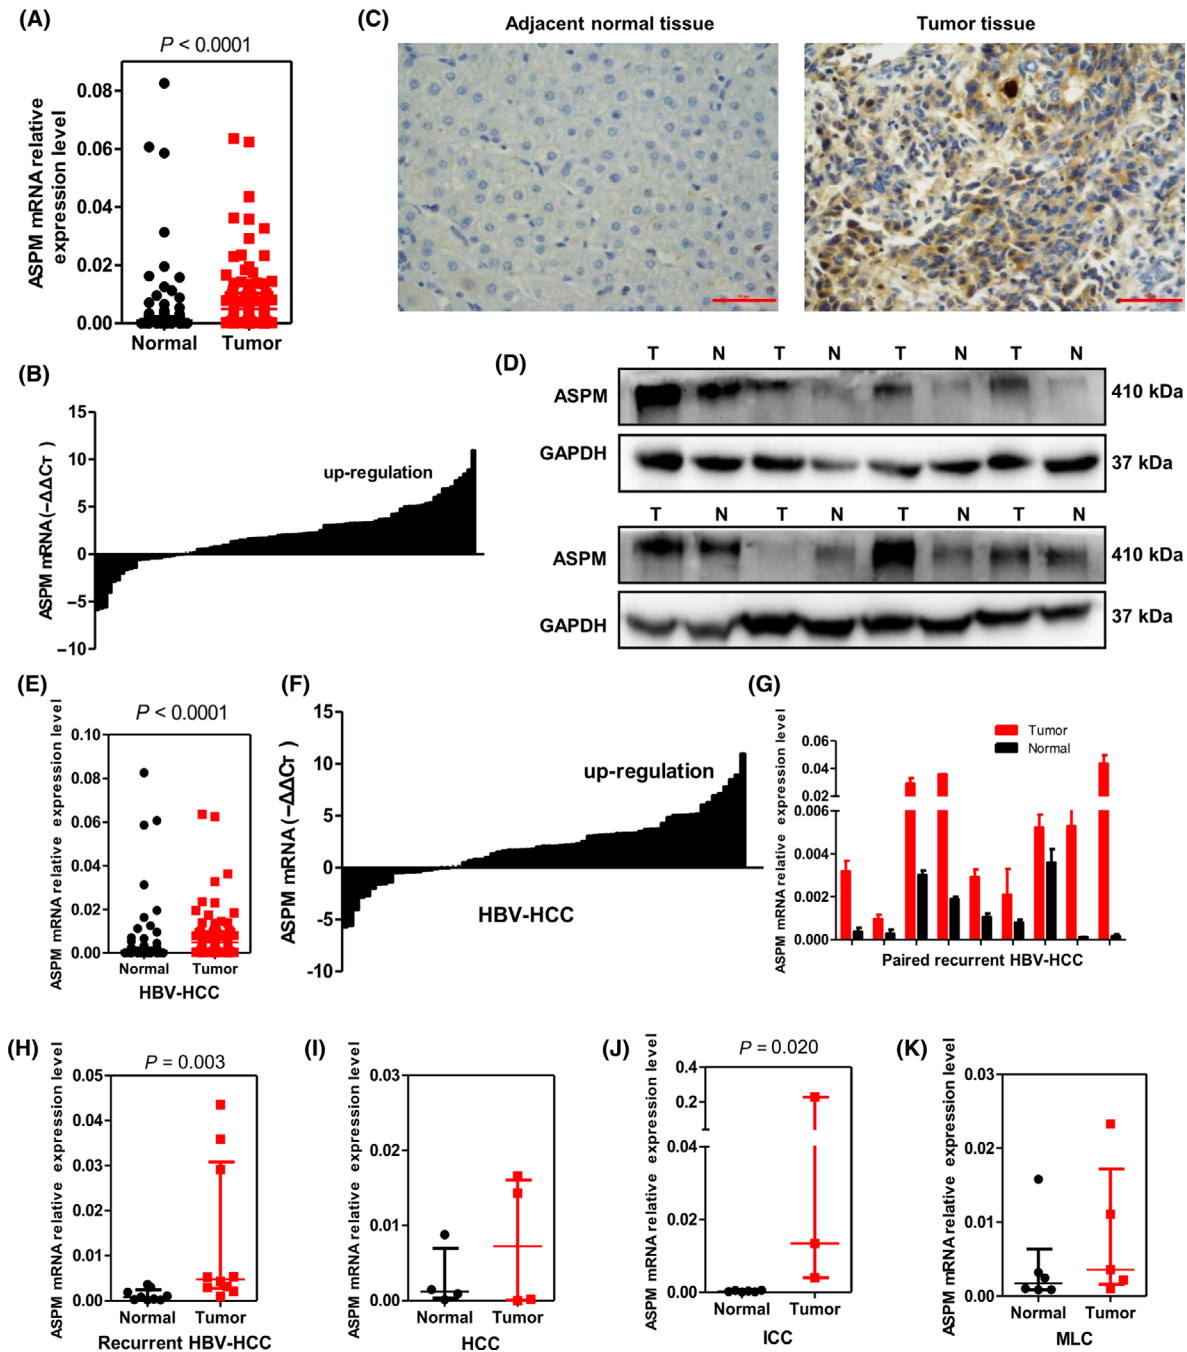 (A)
P < 0.0001
ASPM mRNA relative
expression level
0.08
0.06
0.04
0.02
0.00
Normal Tumor
(C)
Adjacent normal tissue
Tumor tissue
(B)
ASPM mRNA (−ΔΔCT)
15
10
5
0
−5
−10
up-regulation
(D)
T N T N T N T N
ASPM 410 kDa
GAPDH 37 kDa
T N T N T N T N
ASPM 410 kDa
GAPDH 37 kDa
(E)
P < 0.0001
ASPM mRNA relative expression level
0.10
0.08
0.06
0.04
0.02
0.00
Normal Tumor
HBV-HCC
(F)
ASPM mRNA (−ΔΔCT)
15
10
5
0
-5
-10
up-regulation
HBV-HCC
(G)
ASPM mRNA relative expression level
0.06
0.04
0.02
0.006
0.004
0.002
0.000
Tumor
Normal
Paired recurrent HBV-HCC
(H)
P = 0.003
ASPM mRNA relative expression level
0.05
0.04
0.03
0.02
0.01
0.00
Normal Tumor
Recurrent HBV-HCC
(I)
ASPM mRNA relative expression level
0.03
0.02
0.01
0.00
Normal Tumor
HCC
(J)
P = 0.020
ASPM mRNA relative expression level
0.4
0.2
0.04
0.02
0.00
Normal Tumor
ICC
(K)
ASPM mRNA relative expression level
0.03
0.02
0.01
0.00
Normal Tumor
MLC